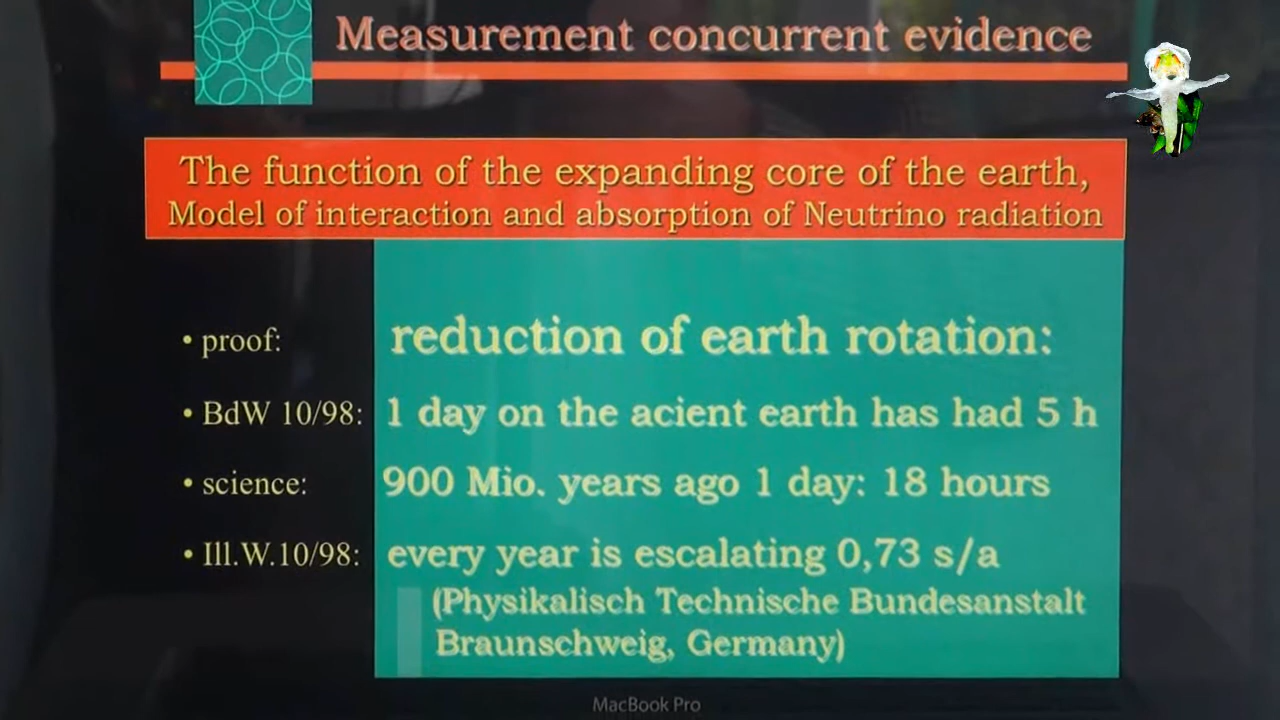 Measurement concurrent evidence
The function of the expanding core of the earth,
Model of interaction and absorption of Neutrino radiation
• proof: reduction of earth rotation:
• BdW 10/98: 1 day on the acient earth has had 5 h
• science: 900 Mio. years ago 1 day: 18 hours
• Ill.W.10/98: every year is escalating 0,73 s/a
(Physikalisch Technische Bundesanstalt
Braunschweig, Germany)
MacBook Pro